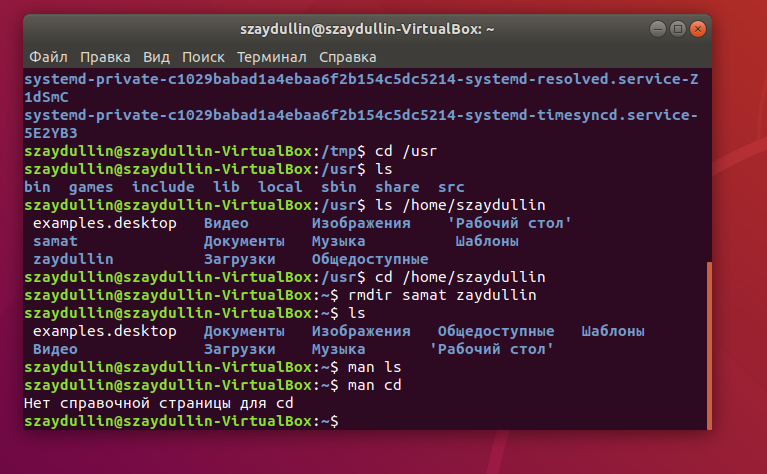 szaydullin@szaydullin-VirtualBox: ~
Файл Правка Вид Поиск Терминал Справка
systemd-private-c1029babad1a4ebaa6f2b154c5dc5214-systemd-resolved.service-Z
1dSmC
systemd-private-c1029babad1a4ebaa6f2b154c5dc5214-systemd-timesyncd.service-
5E2YB3
szaydullin@szaydullin-VirtualBox:/tmp$ cd /usr
szaydullin@szaydullin-VirtualBox:/usr$ ls
bin games include lib local sbin share src
szaydullin@szaydullin-VirtualBox:/usr$ ls /home/szaydullin
examples.desktop Видео Изображения 'Рабочий стол'
samat Документы Музыка Шаблоны
zaydullin Загрузки Общедоступные
szaydullin@szaydullin-VirtualBox:/usr$ cd /home/szaydullin
szaydullin@szaydullin-VirtualBox:~$ rmdir samat zaydullin
szaydullin@szaydullin-VirtualBox:~$ ls
examples.desktop Документы Изображения Общедоступные Шаблоны
Видео Загрузки Музыка 'Рабочий стол'
szaydullin@szaydullin-VirtualBox:~$ man ls
szaydullin@szaydullin-VirtualBox:~$ man cd
Нет справочной страницы для cd
szaydullin@szaydullin-VirtualBox:~$